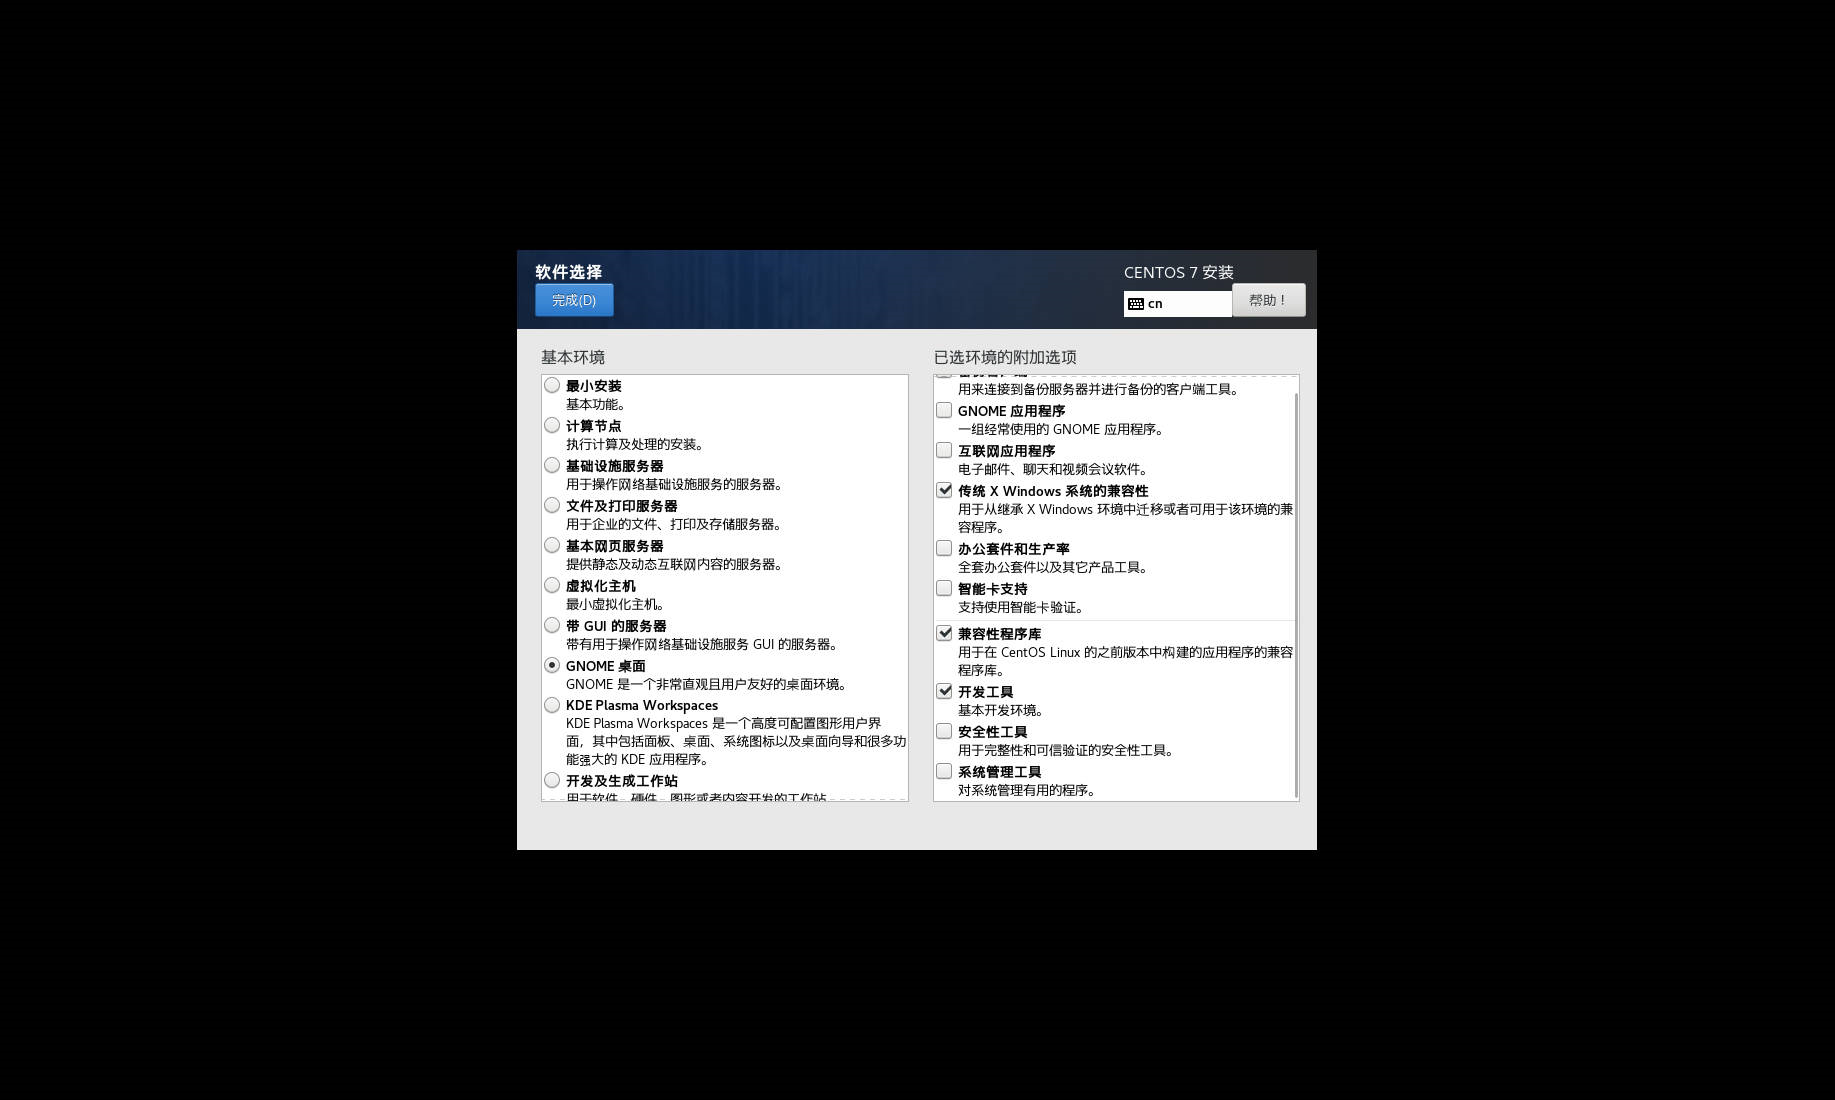 软件选择
完成(D)
CENTOS 7 安装
cn
帮助！
基本环境
最小安装
基本功能。
计算节点
执行计算及处理的安装。
基础设施服务器
用于操作网络基础设施服务的服务器。
文件及打印服务器
用于企业的文件、打印及存储服务器。
基本网页服务器
提供静态及动态互联网内容的服务器。
虚拟化主机
最小虚拟化主机。
带 GUI 的服务器
带有用于操作网络基础设施服务 GUI 的服务器。
GNOME 桌面
GNOME 是一个非常直观且用户友好的桌面环境。
KDE Plasma Workspaces
KDE Plasma Workspaces 是一个高度可配置图形用户界
面，其中包括面板、桌面、系统图标以及桌面向导和很多功
能强大的 KDE 应用程序。
开发及生成工作站
用于软件、硬件、图形或者内容开发的工作站
已选环境的附加选项
用来连接到备份服务器并进行备份的客户端工具。
GNOME 应用程序
一组经常使用的 GNOME 应用程序。
互联网应用程序
电子邮件、聊天和视频会议软件。
传统 X Windows 系统的兼容性
用于从继承 X Windows 环境中迁移或者可用于该环境的兼
容程序。
办公套件和生产率
全套办公套件以及其它产品工具。
智能卡支持
支持使用智能卡验证。
兼容性程序库
用于在 CentOS Linux 的之前版本中构建的应用程序的兼容
程序库。
开发工具
基本开发环境。
安全性工具
用于完整性和可信验证的安全性工具。
系统管理工具
对系统管理有用的程序。